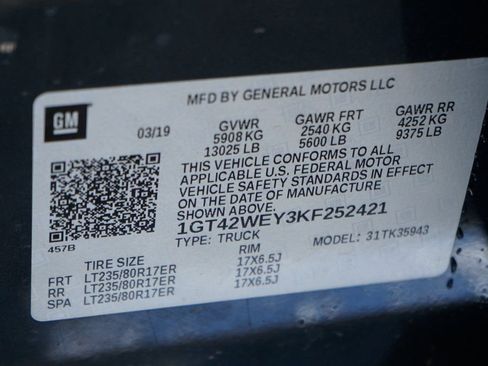 MFD BY GENERAL MOTORS LLC
GM
03/19 GVWR GAWR FRT GAWR RR
5908 KG 2540 KG 4252 KG
13025 LB 5600 LB 9375 LB
THIS VEHICLE CONFORMS TO ALL
APPLICABLE U.S. FEDERAL MOTOR
VEHICLE SAFETY STANDARDS IN EFFECT
ON THE DATE OF MANUFACTURE
SHOWN ABOVE.
1GT42WEY3KF252421
457B TYPE: TRUCK MODEL: 31TK35943
TIRE SIZE RIM
FRT LT235/80R17ER 17X6.5J
RR LT235/80R17ER 17X6.5J
SPA LT235/80R17ER 17X6.5J